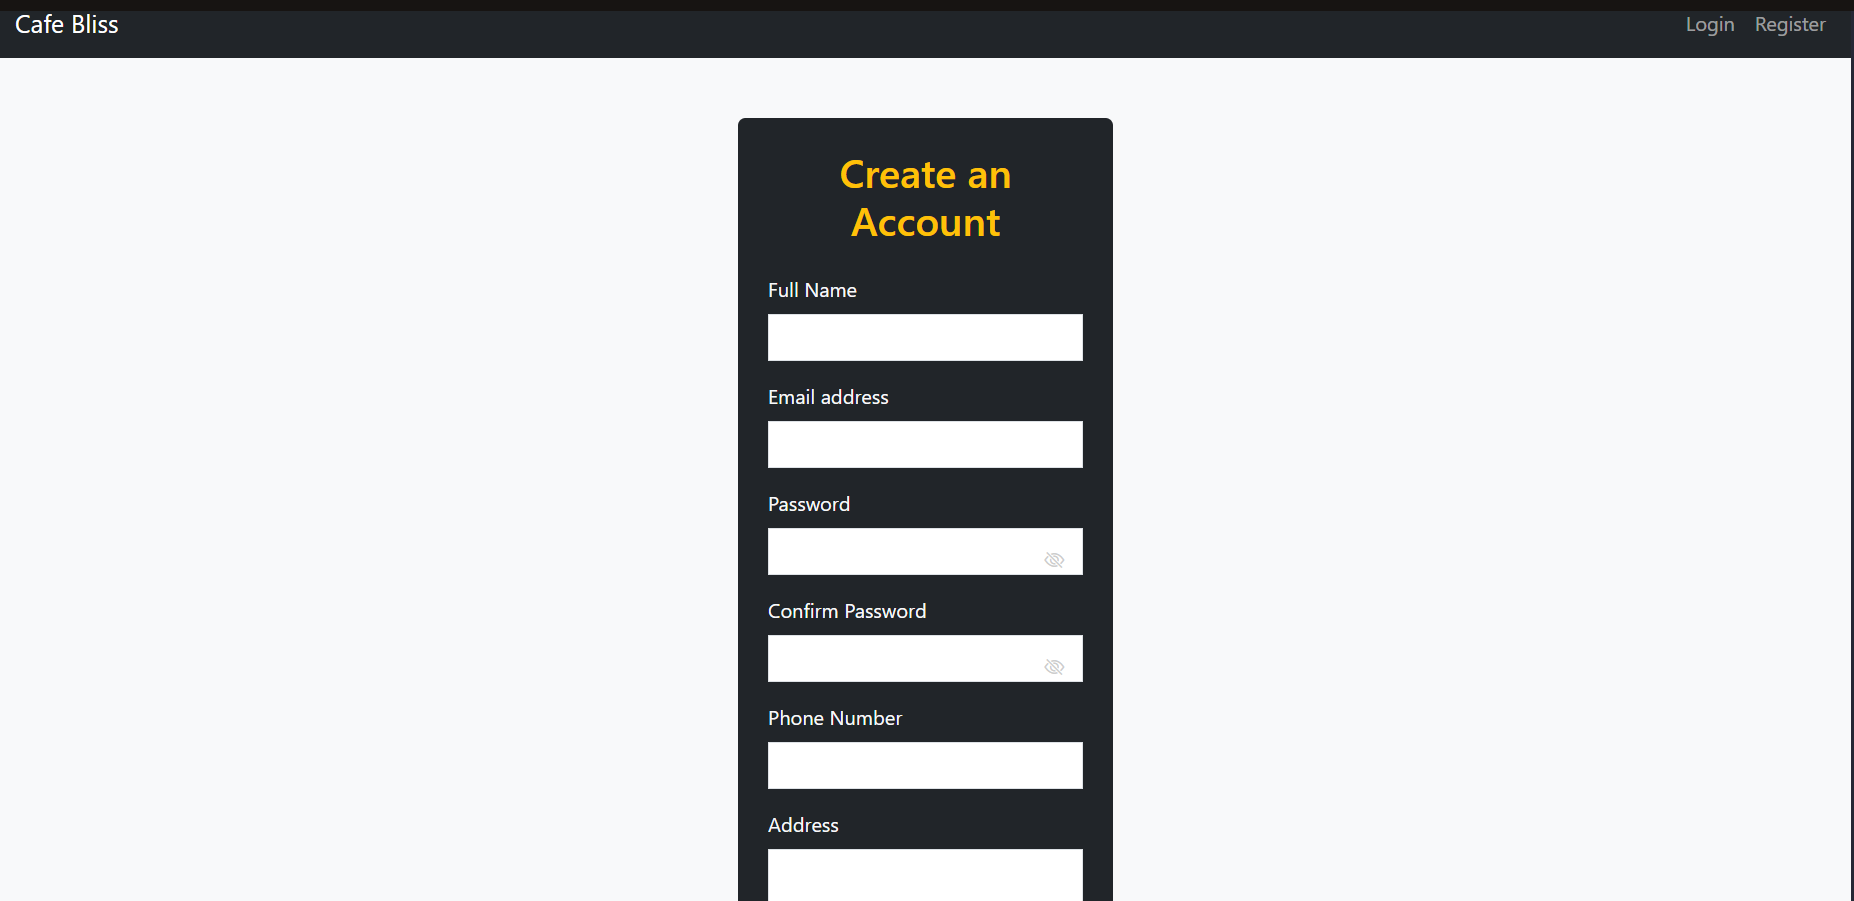 Cafe Bliss
Login Register
Create an
Account
Full Name
Email address
Password
Confirm Password
Phone Number
Address